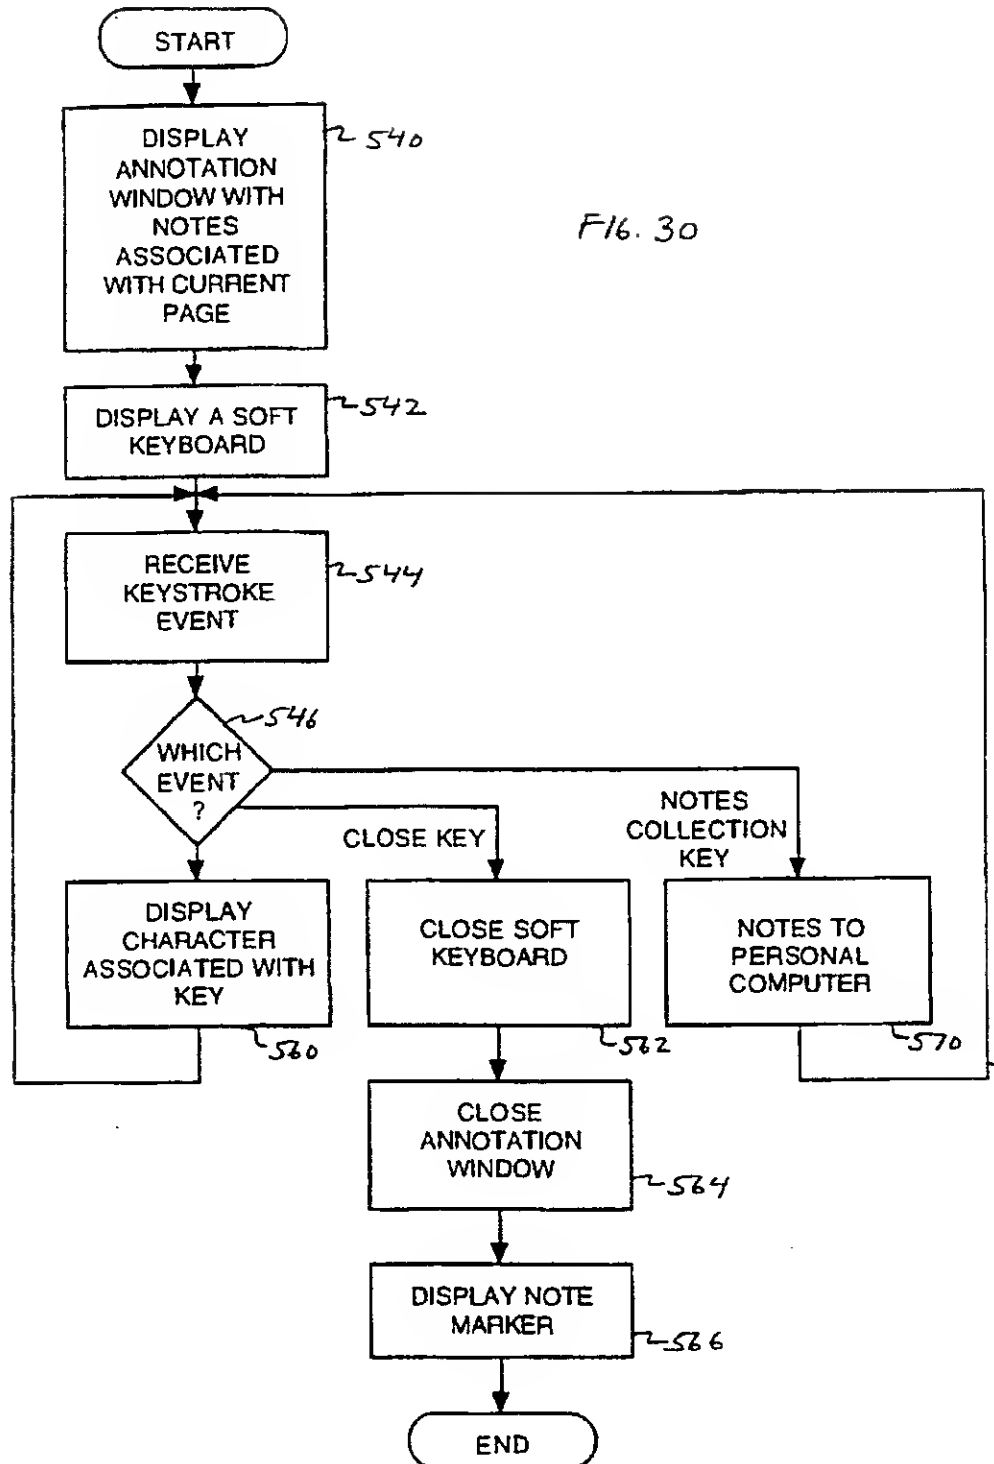 START
DISPLAY
ANNOTATION
WINDOW WITH
NOTES
ASSOCIATED
WITH CURRENT
PAGE
540
FIG. 30
DISPLAY A SOFT
KEYBOARD
542
RECEIVE
KEYSTROKE
EVENT
544
WHICH
EVENT
?
546
CLOSE KEY
NOTES
COLLECTION
KEY
DISPLAY
CHARACTER
ASSOCIATED WITH
KEY
560
CLOSE SOFT
KEYBOARD
562
NOTES TO
PERSONAL
COMPUTER
570
CLOSE
ANNOTATION
WINDOW
564
DISPLAY NOTE
MARKER
566
END